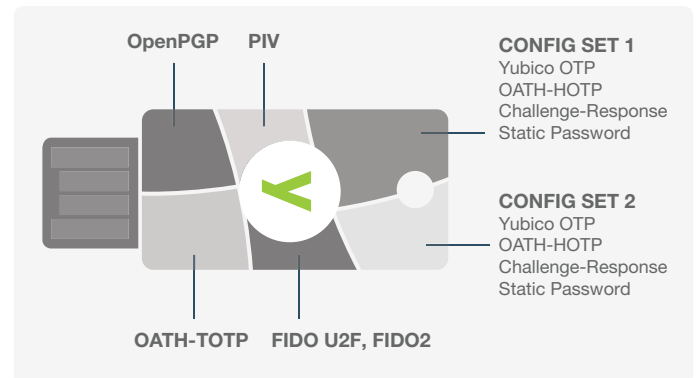 OpenPGP PIV
CONFIG SET 1
Yubico OTP
OATH-HOTP
Challenge-Response
Static Password
CONFIG SET 2
Yubico OTP
OATH-HOTP
Challenge-Response
Static Password
OATH-TOTP FIDO U2F, FIDO2